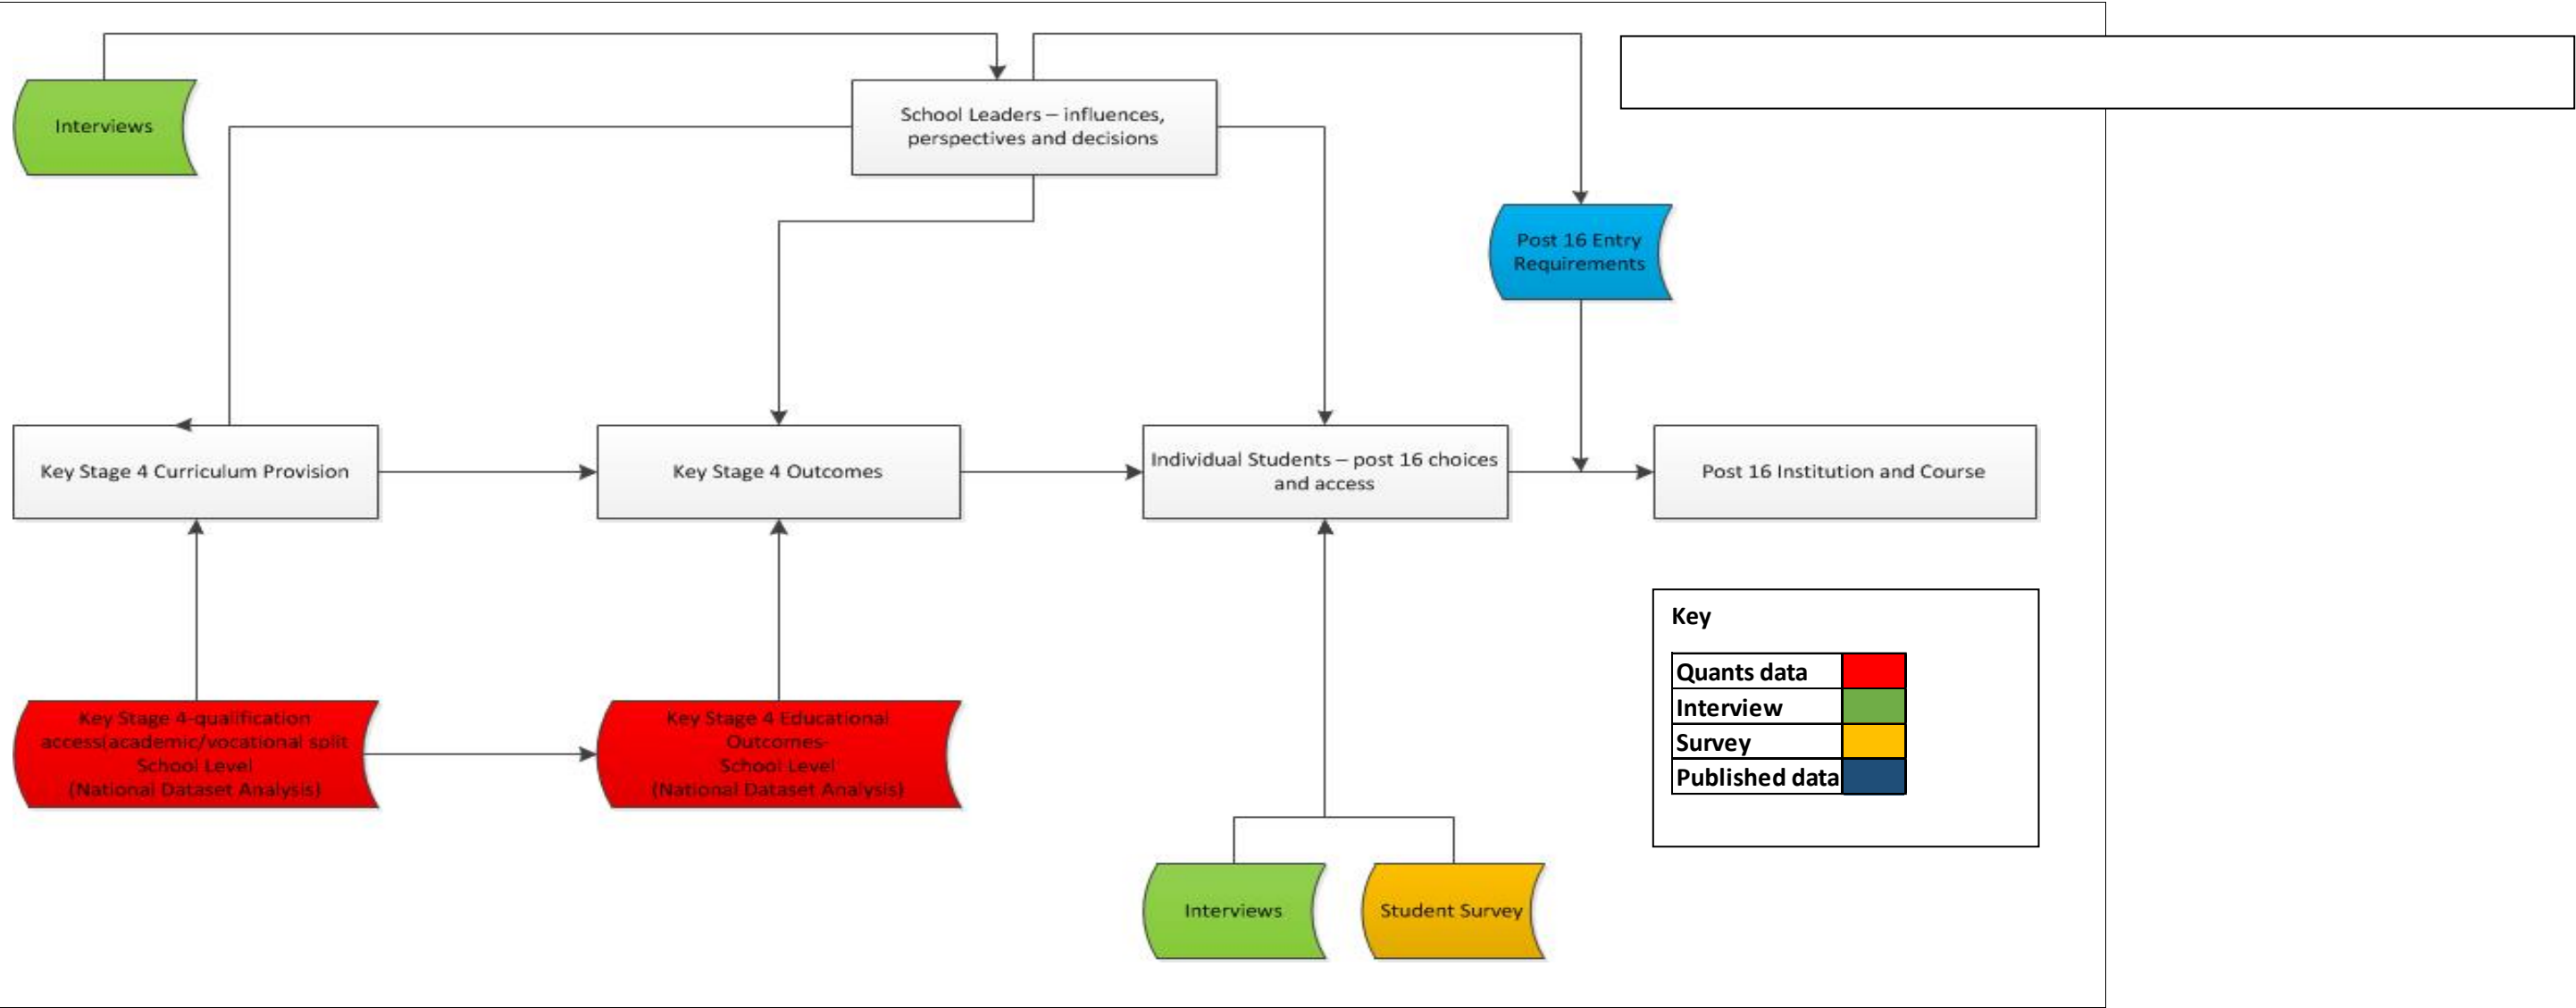 Interviews
School Leaders – influences,
perspectives and decisions
Post 16 Entry
Requirements
Key Stage 4 Curriculum Provision
Key Stage 4 Outcomes
Individual Students – post 16 choices
and access
Post 16 Institution and Course
Key
Quants data
Interview
Survey
Published data
Key Stage 4-qualification
access(academic/vocational split
School Level
(National Dataset Analysis)
Key Stage 4 Educational
Outcomes-
School Level
(National Dataset Analysis)
Interviews
Student Survey